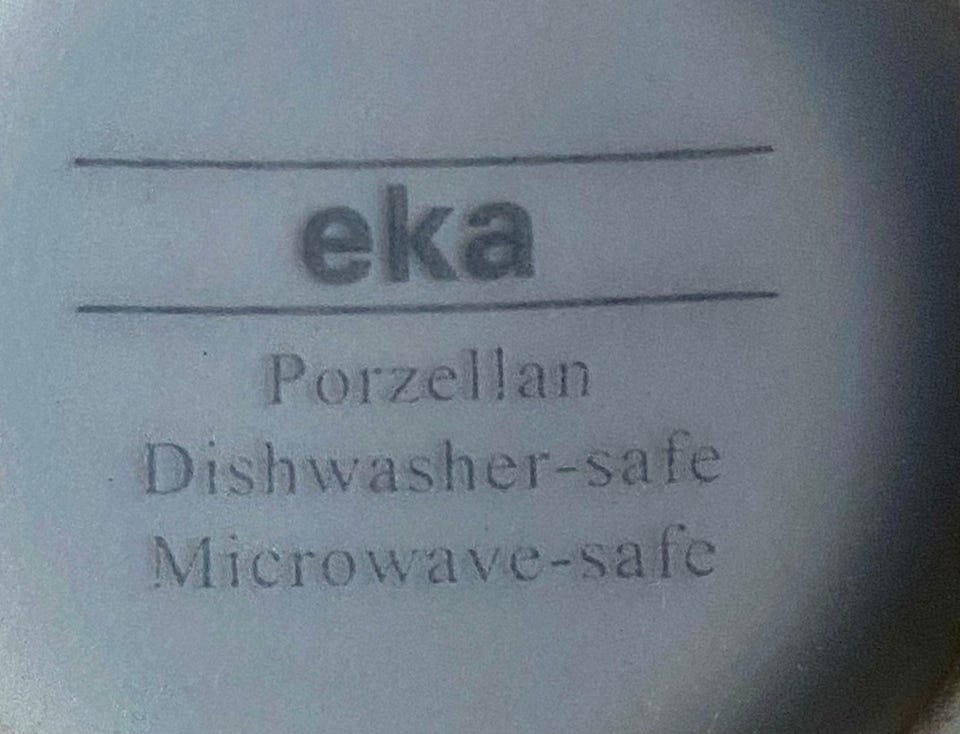 eka
Porzellan
Dishwasher-safe
Microwave-safe